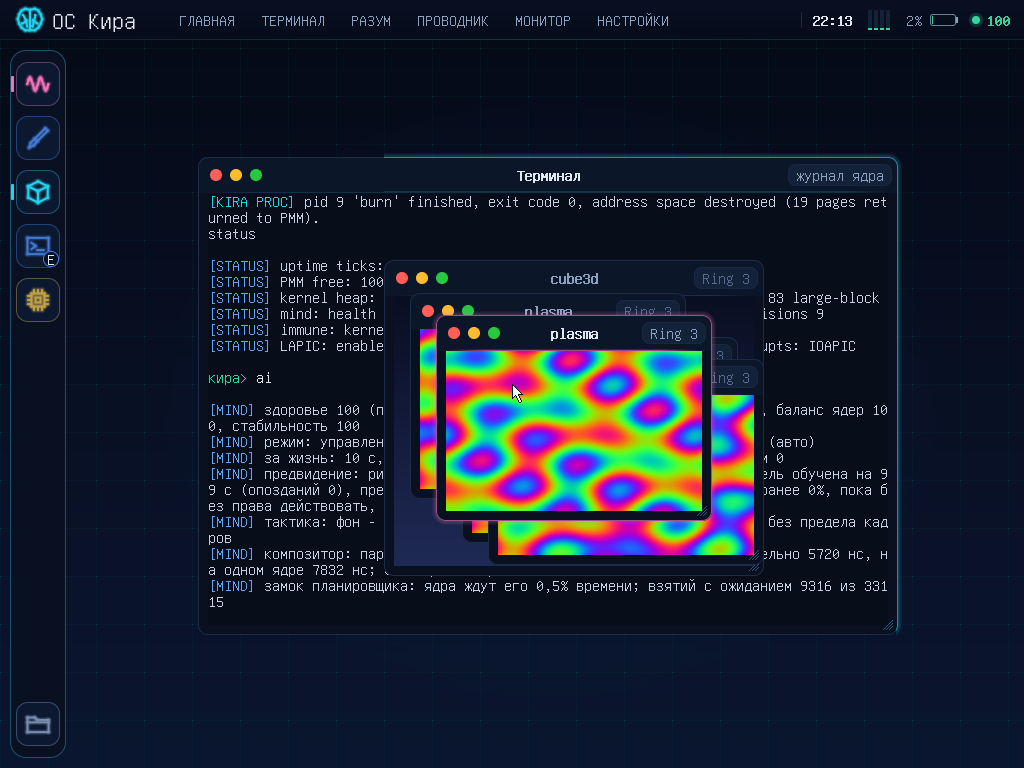 ОС Кира
ГЛАВНАЯ ТЕРМИНАЛ РАЗУМ ПРОВОДНИК МОНИТОР НАСТРОЙКИ
22:13 2% 100
Терминал
журнал ядра
[KIRA PROC] pid 9 'burn' finished, exit code 0, address space destroyed (19 pages ret
urned to PMM).
status
[STATUS] uptime ticks:
cube3d
Ring 3
[STATUS] PMM free: 100
[STATUS] kernel heap: 83 large-block
[STATUS] mind: health isions 9
plasma
Ring 3
[STATUS] immune: kerne
plasma
Ring 3
[STATUS] LAPIC: enable upts: IOAPIC
3
ing 3
кира> ai
[MIND] здоровье 100 (п , баланс ядер 10
0, стабильность 100
[MIND] режим: управлен (авто)
[MIND] за жизнь: 10 с, 0
[MIND] предвидение: ри ель обучена на 9
9 с (опозданий 0), пре ранее 0%, пока б
ез права действовать,
[MIND] тактика: фон - без предела кад
ров
[MIND] композитор: пар ельно 5720 нс, н
а одном ядре 7832 нс;
[MIND] замок планировщика: ядра ждут его 0,5% времени; взятий с ожиданием 9316 из 331
15
E